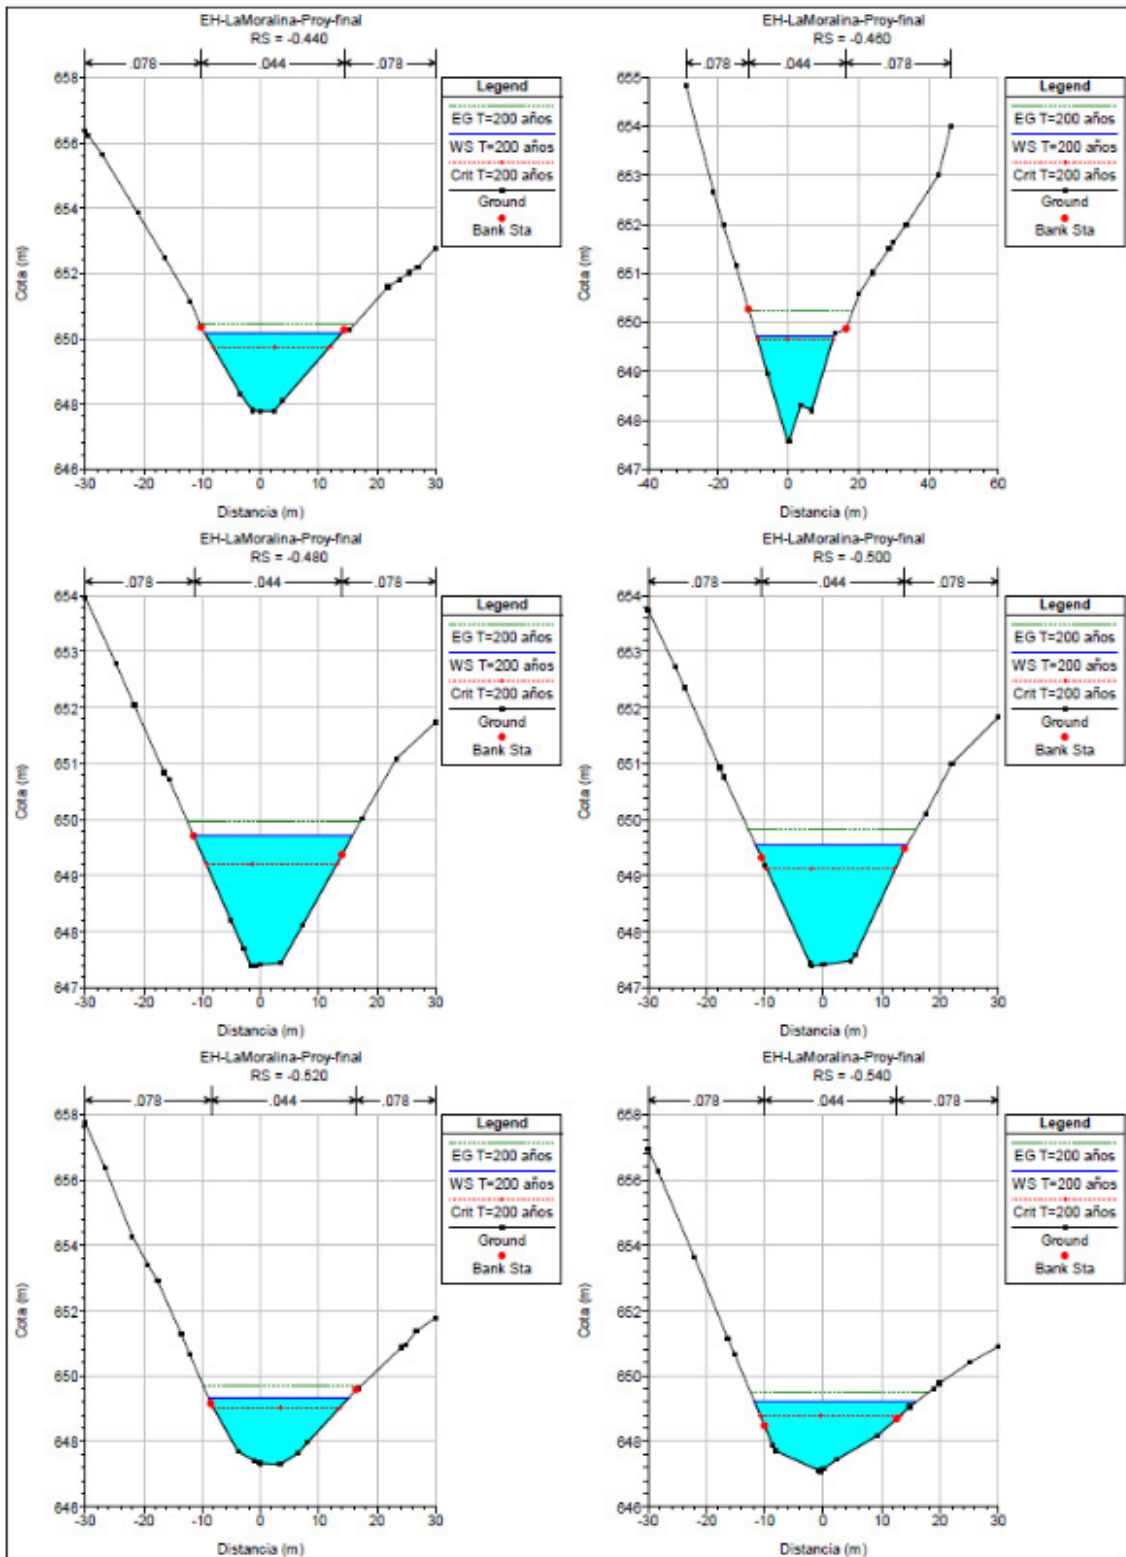 EH-LaMoralina-Proy-final
RS = -0.440
.078 .044 .078
Legend
EG T=200 años
WS T=200 años
Crit T=200 años
Ground
Bank Sta
Cota (m)
658
656
654
652
650
648
646
-30 -20 -10 0 10 20 30
Distancia (m)
EH-LaMoralina-Proy-final
RS = -0.460
.078 .044 .078
Legend
EG T=200 años
WS T=200 años
Crit T=200 años
Ground
Bank Sta
Cota (m)
655
654
653
652
651
650
649
648
647
-40 -20 0 20 40 60
Distancia (m)
EH-LaMoralina-Proy-final
RS = -0.480
.078 .044 .078
Legend
EG T=200 años
WS T=200 años
Crit T=200 años
Ground
Bank Sta
Cota (m)
654
653
652
651
650
649
648
647
-30 -20 -10 0 10 20 30
Distancia (m)
EH-LaMoralina-Proy-final
RS = -0.500
.078 .044 .078
Legend
EG T=200 años
WS T=200 años
Crit T=200 años
Ground
Bank Sta
Cota (m)
654
653
652
651
650
649
648
647
-30 -20 -10 0 10 20 30
Distancia (m)
EH-LaMoralina-Proy-final
RS = -0.520
.078 .044 .078
Legend
EG T=200 años
WS T=200 años
Crit T=200 años
Ground
Bank Sta
Cota (m)
658
656
654
652
650
648
646
-30 -20 -10 0 10 20 30
Distancia (m)
EH-LaMoralina-Proy-final
RS = -0.540
.078 .044 .078
Legend
EG T=200 años
WS T=200 años
Crit T=200 años
Ground
Bank Sta
Cota (m)
658
656
654
652
650
648
646
-30 -20 -10 0 10 20 30
Distancia (m)